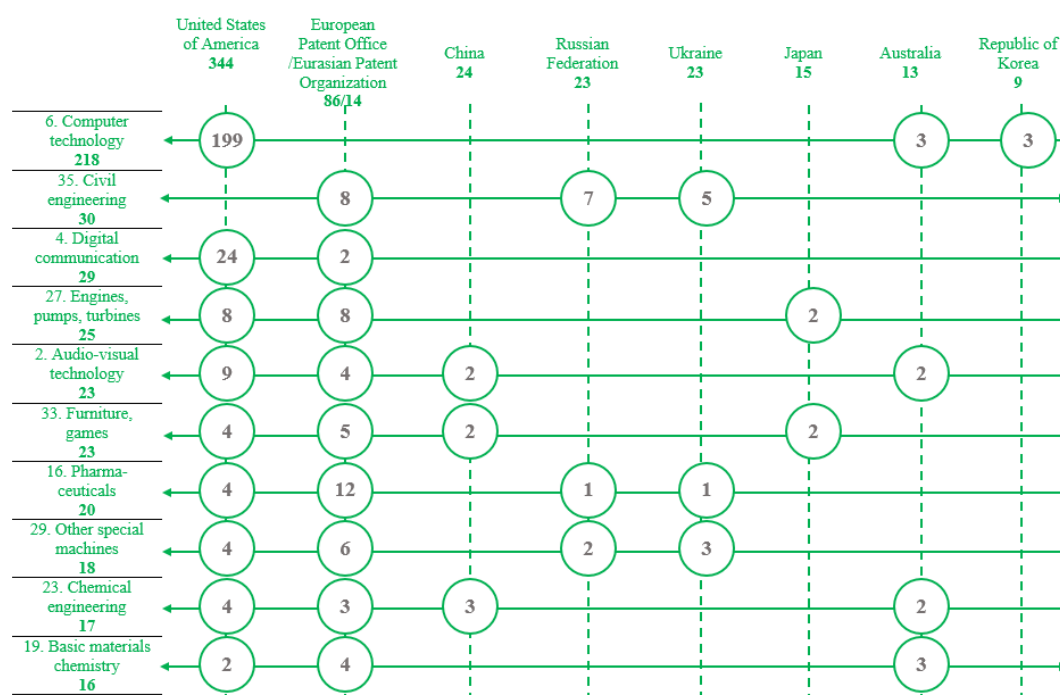 United States
of America
344
European
Patent Office
/Eurasian Patent
Organization
86/14
China
24
Russian
Federation
23
Ukraine
23
Japan
15
Australia
13
Republic of
Korea
9
6. Computer
technology
218
199
3
3
35. Civil
engineering
30
8
7
5
4. Digital
communication
29
24
2
27. Engines,
pumps, turbines
25
8
8
2
2. Audio-visual
technology
23
9
4
2
2
33. Furniture,
games
23
4
5
2
2
16. Pharma-
ceuticals
20
4
12
1
1
29. Other special
machines
18
4
6
2
3
23. Chemical
engineering
17
4
3
3
2
19. Basic materials
chemistry
16
2
4
3